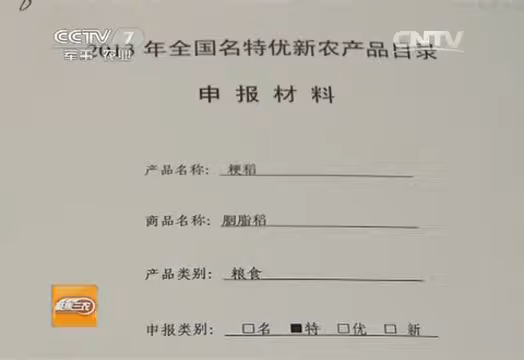 CCTV 7
军事·农业
CNTV
2013 年全国名特优新农产品目录
申报材料
产品名称: 粳稻
商品名称: 胭脂稻
产品类别: 粮食
申报类别: □名 ■特 □优 □ 新